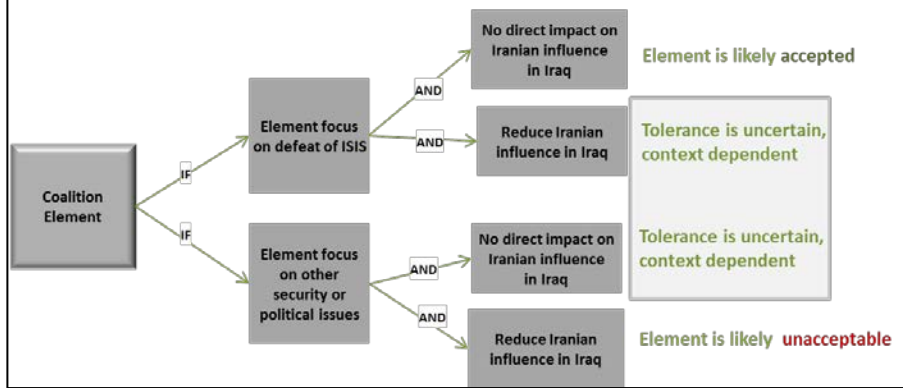 No direct impact on
Iranian influence
in Iraq
Element is likely accepted
AND
Element focus
on defeat of ISIS
AND
Reduce Iranian
influence in Iraq
Tolerance is uncertain,
context dependent
IF
Coalition
Element
IF
Element focus
on other
security or
political issues
AND
No direct impact on
Iranian influence
in Iraq
Tolerance is uncertain,
context dependent
AND
Reduce Iranian
influence in Iraq
Element is likely unacceptable